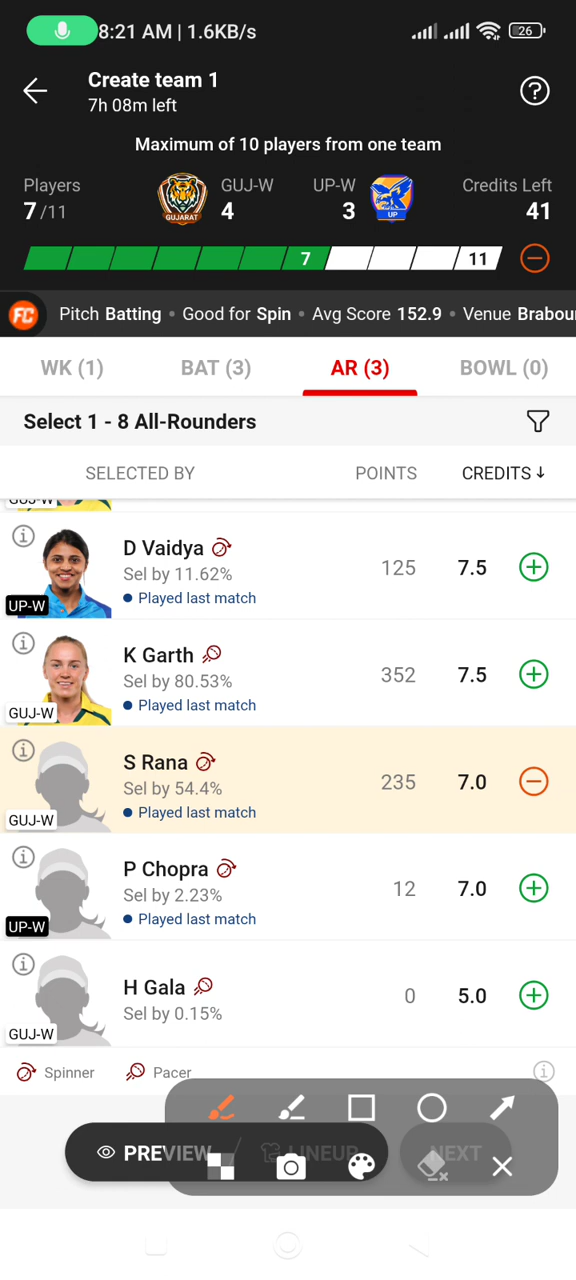 8:21 AM | 1.6KB/s
26
Create team 1
7h 08m left
Maximum of 10 players from one team
Players
7/11
GUJARAT
GUJ-W
4
UP-W
3
UP
Credits Left
41
7
11
FC Pitch Batting • Good for Spin • Avg Score 152.9 • Venue Brabour
WK (1)
BAT (3)
AR (3)
BOWL (0)
Select 1 - 8 All-Rounders
SELECTED BY
POINTS
CREDITS↓
GUJ-W
D Vaidya
Sel by 11.62%
Played last match
125
7.5
UP-W
K Garth
Sel by 80.53%
Played last match
352
7.5
GUJ-W
S Rana
Sel by 54.4%
Played last match
235
7.0
GUJ-W
P Chopra
Sel by 2.23%
Played last match
12
7.0
UP-W
H Gala
Sel by 0.15%
0
5.0
GUJ-W
Spinner
Pacer
PREVIEW
LINEUP
NEXT